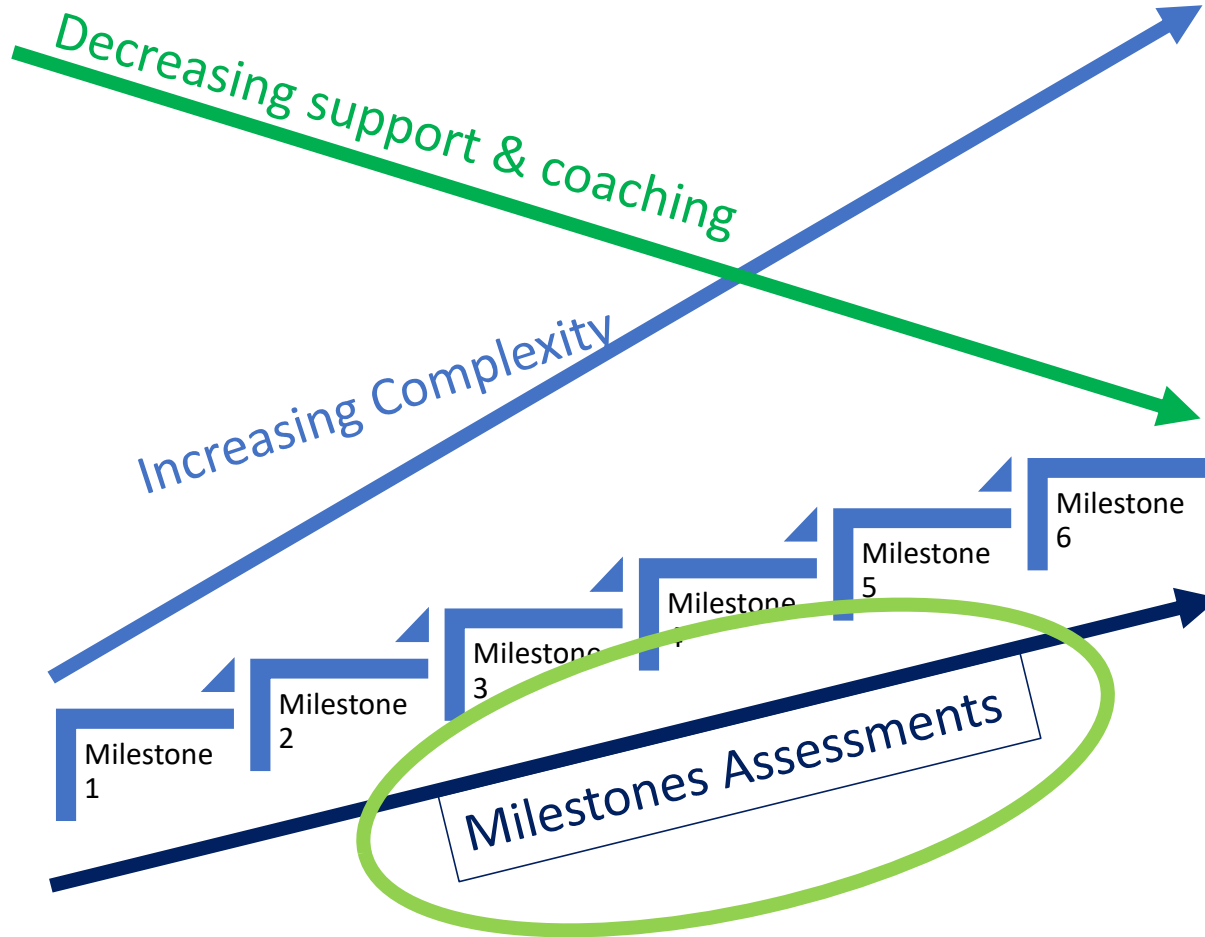 Decreasing support & coaching
Increasing Complexity
Milestone
1
Milestone
2
Milestone
3
Milestone
Milestone
5
Milestone
6
Milestones Assessments